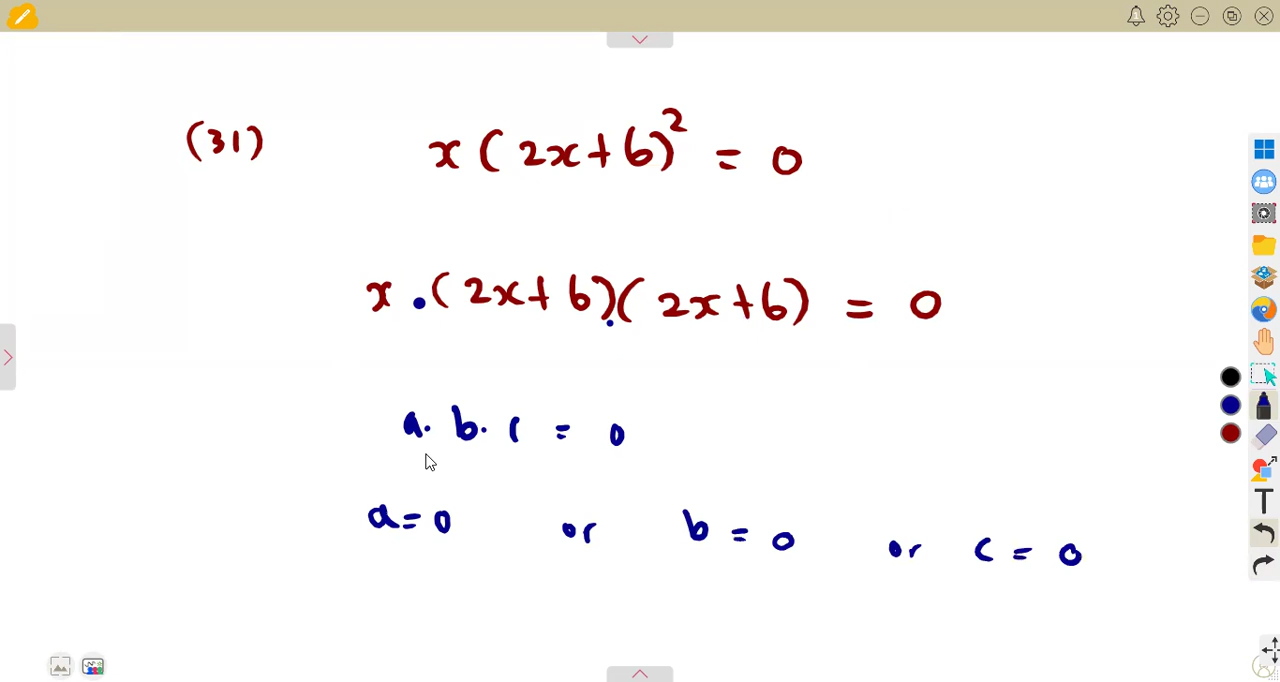 (31) x(2x+6)² = 0
x.(2x+6).(2x+6) = 0
a. b. c = 0
a=0 or b = 0 or c = 0
T